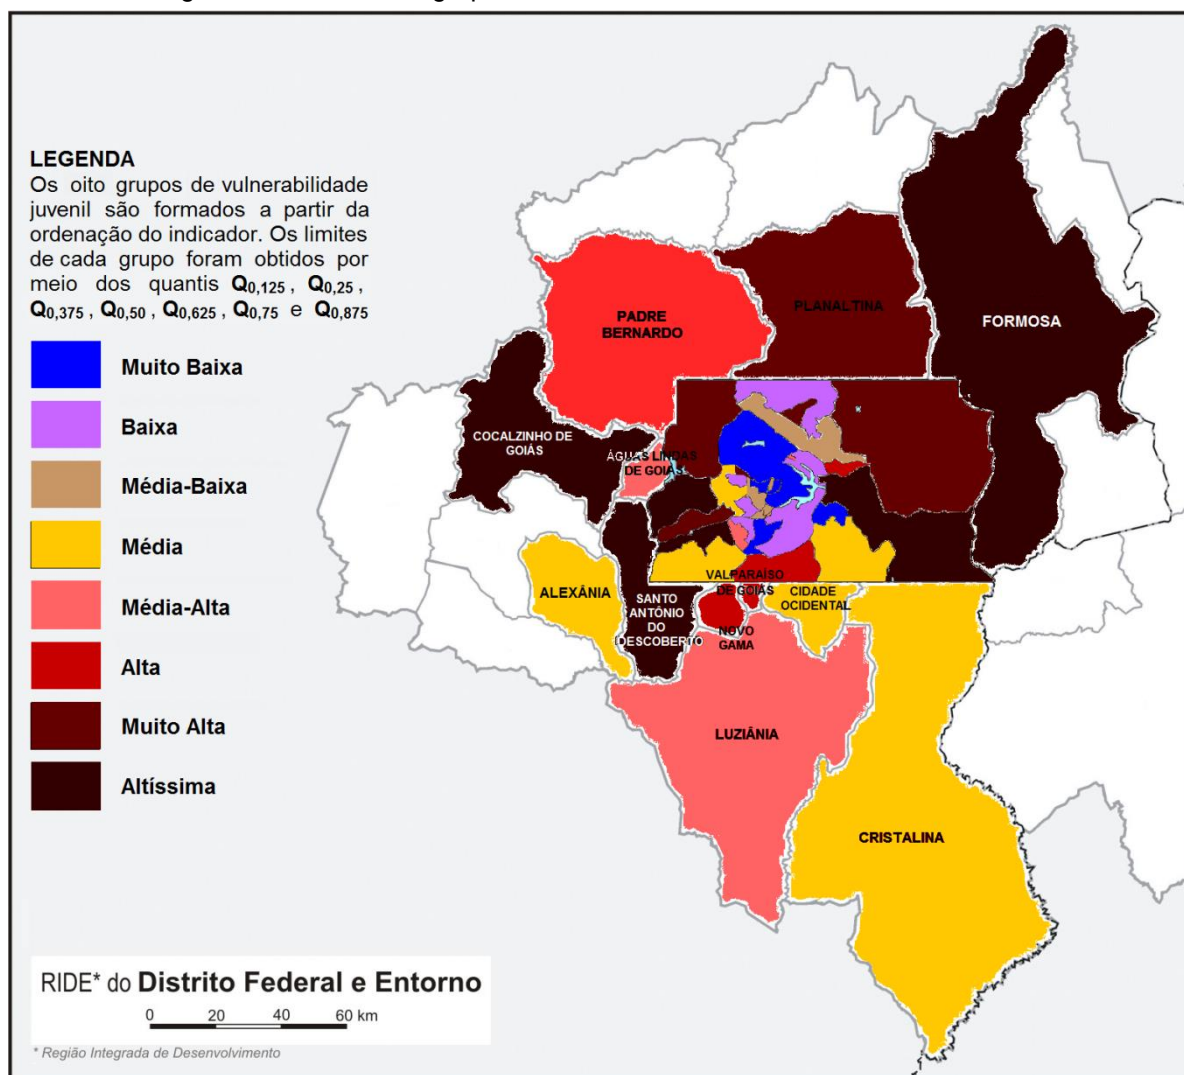 LEGENDA
Os oito grupos de vulnerabilidade
juvenil são formados a partir da
ordenação do indicador. Os limites
de cada grupo foram obtidos por
meio dos quantis Q0,125 , Q0,25 ,
Q0,375 , Q0,50 , Q0,625 , Q0,75 e Q0,875
Muito Baixa
Baixa
Média-Baixa
Média
Média-Alta
Alta
Muito Alta
Altíssima
PADRE
BERNARDO
PLANALTINA
FORMOSA
COCALZINHO DE
GOIÁS
ÁGUAS LINDAS
DE GOIÁS
ALEXÂNIA
SANTO
ANTÔNIO
DO
DESCOBERTO
VALPARAÍSO
DE GOIÁS
NOVO
GAMA
CIDADE
OCIDENTAL
LUZIÂNIA
CRISTALINA
RIDE* do Distrito Federal e Entorno
0 20 40 60 km
* Região Integrada de Desenvolvimento